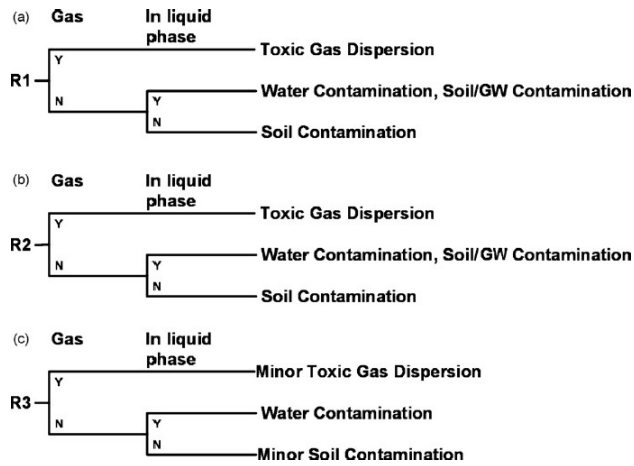 (a) Gas In liquid
phase
Toxic Gas Dispersion
Y
R1
Water Contamination, Soil/GW Contamination
N Y
N
Soil Contamination
(b) Gas In liquid
phase
Toxic Gas Dispersion
Y
R2
Water Contamination, Soil/GW Contamination
N Y
N
Soil Contamination
(c) Gas In liquid
phase
Minor Toxic Gas Dispersion
Y
R3
Water Contamination
N Y
N
Minor Soil Contamination